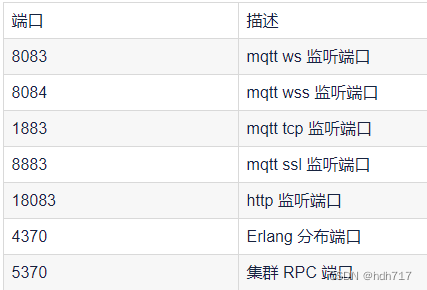 端口 描述
8083 mqtt ws 监听端口
8084 mqtt wss 监听端口
1883 mqtt tcp 监听端口
8883 mqtt ssl 监听端口
18083 http 监听端口
4370 Erlang 分布端口
5370 集群 RPC 端口
CSDN @hdh717